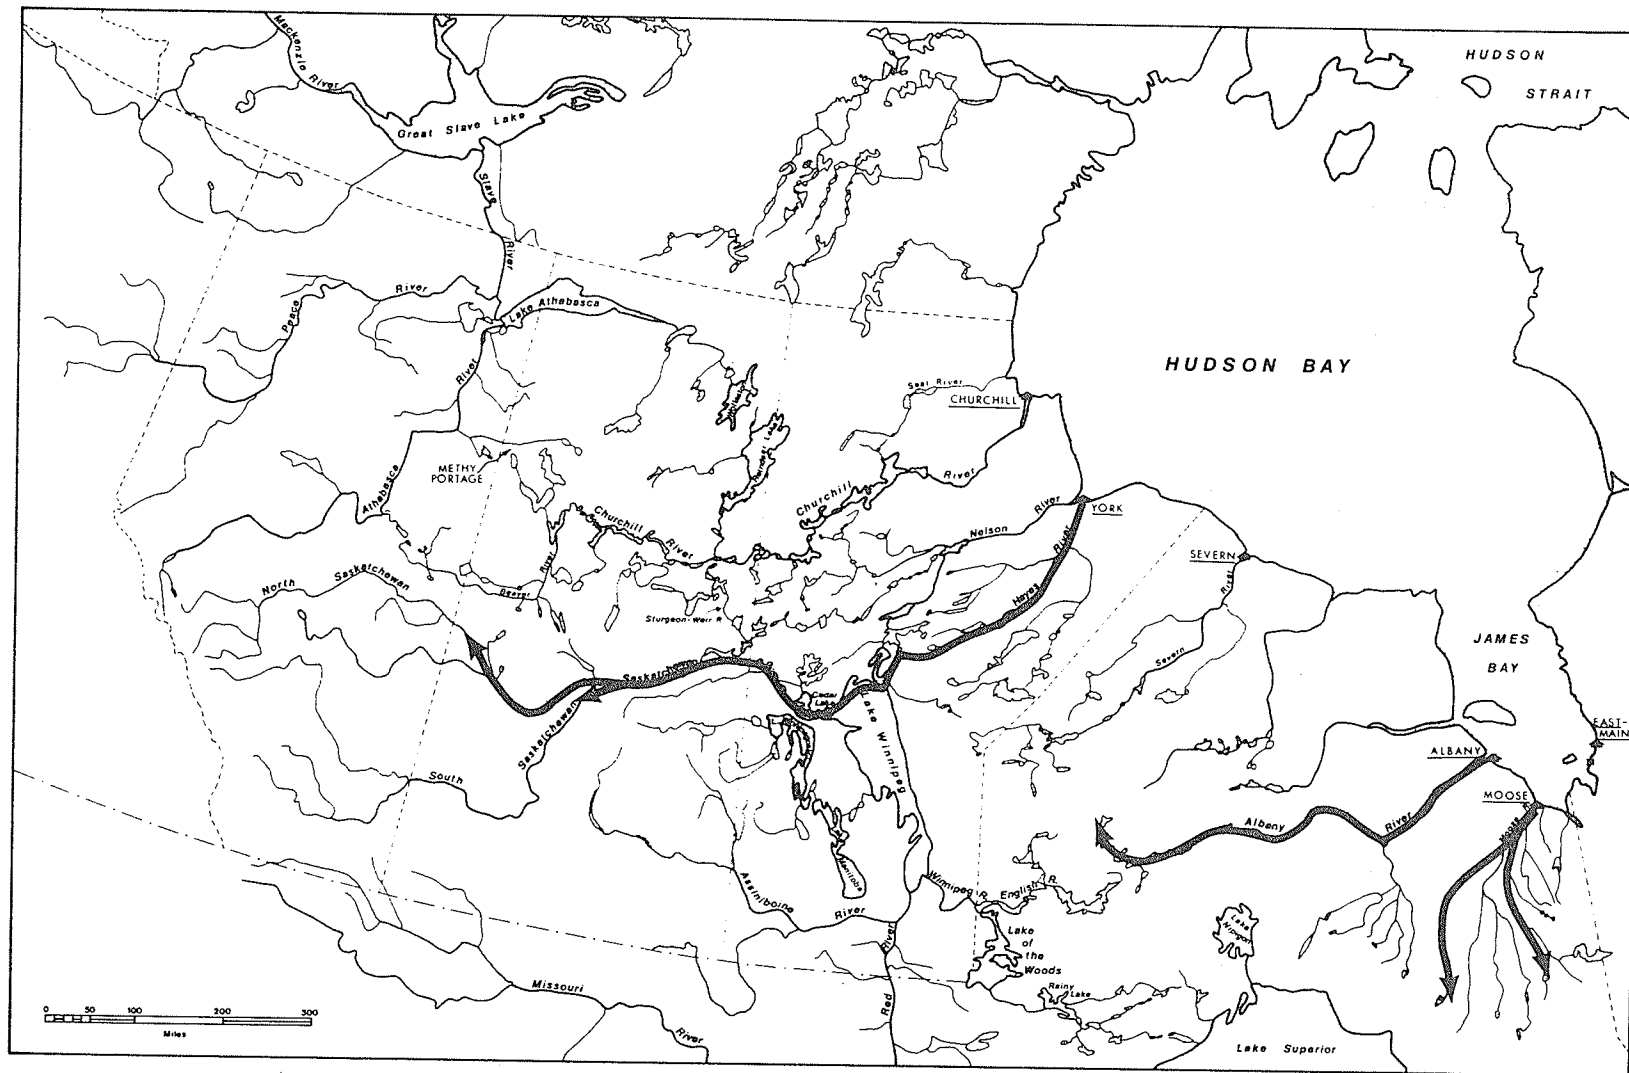 HUDSON
STRAIT
Mackenzie
River
Great Slave Lake
Slave
River
Peace
River
Lake Athabasca
River
HUDSON BAY
Seal River
CHURCHILL
Wollaston
Reindeer Lake
METHY
PORTAGE
Athabasca
Churchill
River
Churchill
River
Nelson
River
YORK
River
Hayes
SEVERN
River
Severn
North
Saskatchewan
Beaver
River
Sturgeon-Weir R
Saskatchewan
Cedar
Lake
Lake Winnipeg
JAMES
BAY
EAST-
MAIN
ALBANY
MOOSE
Moose R
Albany
River
South
Saskatchewan
Manitoba
Assiniboine
River
Winnipeg R.
English R.
Lake
of
the
Woods
Rainy
Lake
Lake
Nipigon
Red
River
Missouri
River
Lake Superior
0 50 100 200 300
Miles